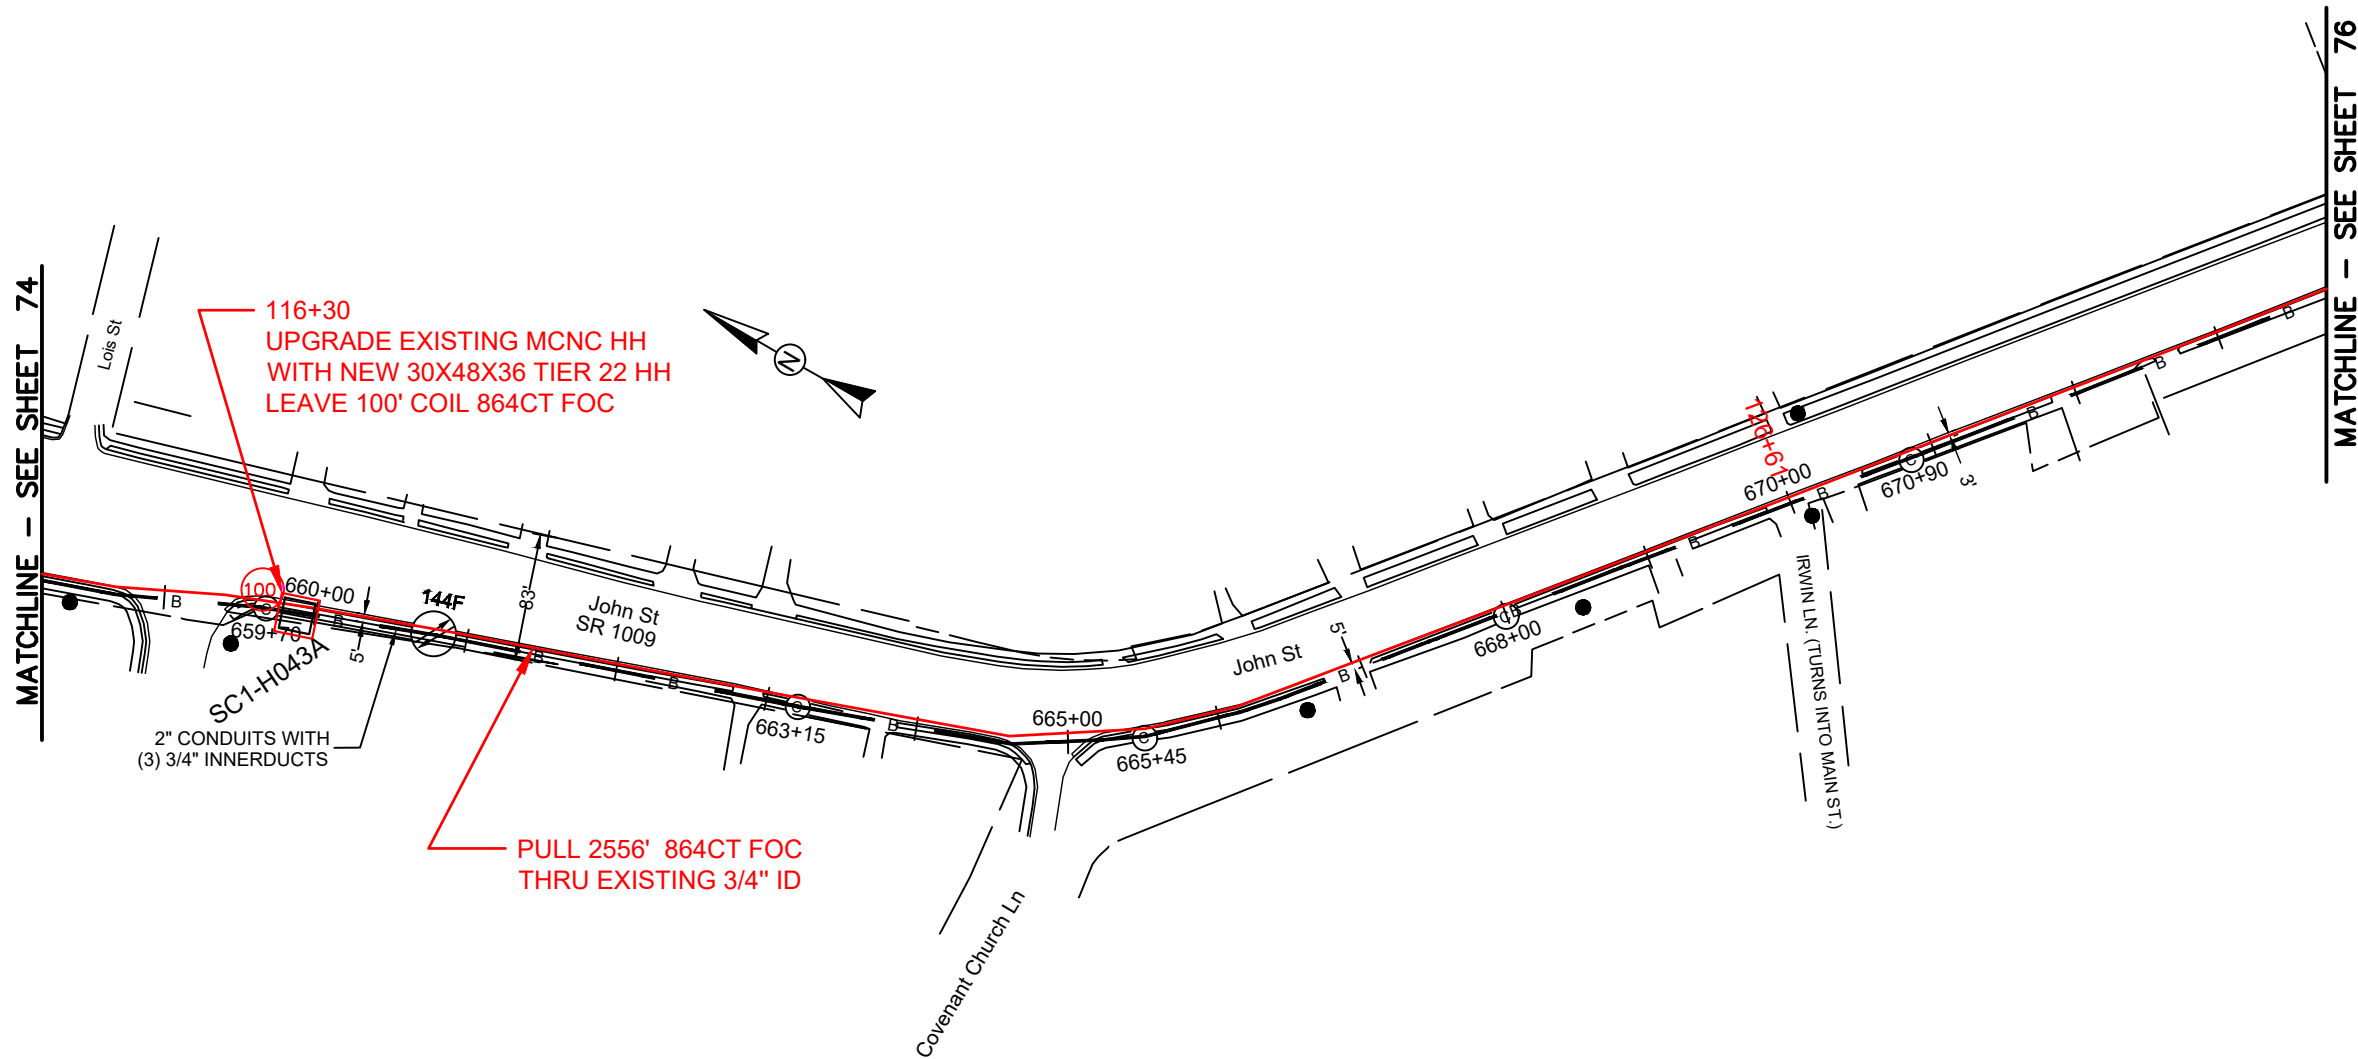 MATCHLINE - SEE SHEET 74
MATCHLINE - SEE SHEET 76
Lois St
116+30
UPGRADE EXISTING MCNC HH
WITH NEW 30X48X36 TIER 22 HH
LEAVE 100' COIL 864CT FOC
N
100
660+00
B
C
659+70
SC1-H043A
B
5'
144F
83'
B
John St
SR 1009
2" CONDUITS WITH
(3) 3/4" INNERDUCTS
PULL 2556' 864CT FOC
THRU EXISTING 3/4" ID
B
C
663+15
B
665+00
C
665+45
Covenant Church Ln
John St
5'
B
C
B
668+00
B
126+61
670+00
B
C
670+90
3'
IRWIN LN. (TURNS INTO MAIN ST.)
B
B
B